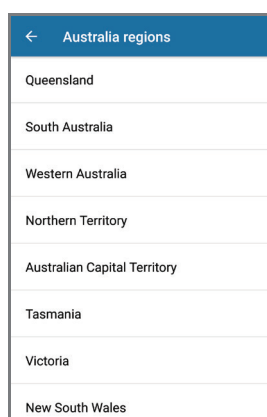 Australia regions
Queensland
South Australia
Western Australia
Northern Territory
Australian Capital Territory
Tasmania
Victoria
New South Wales